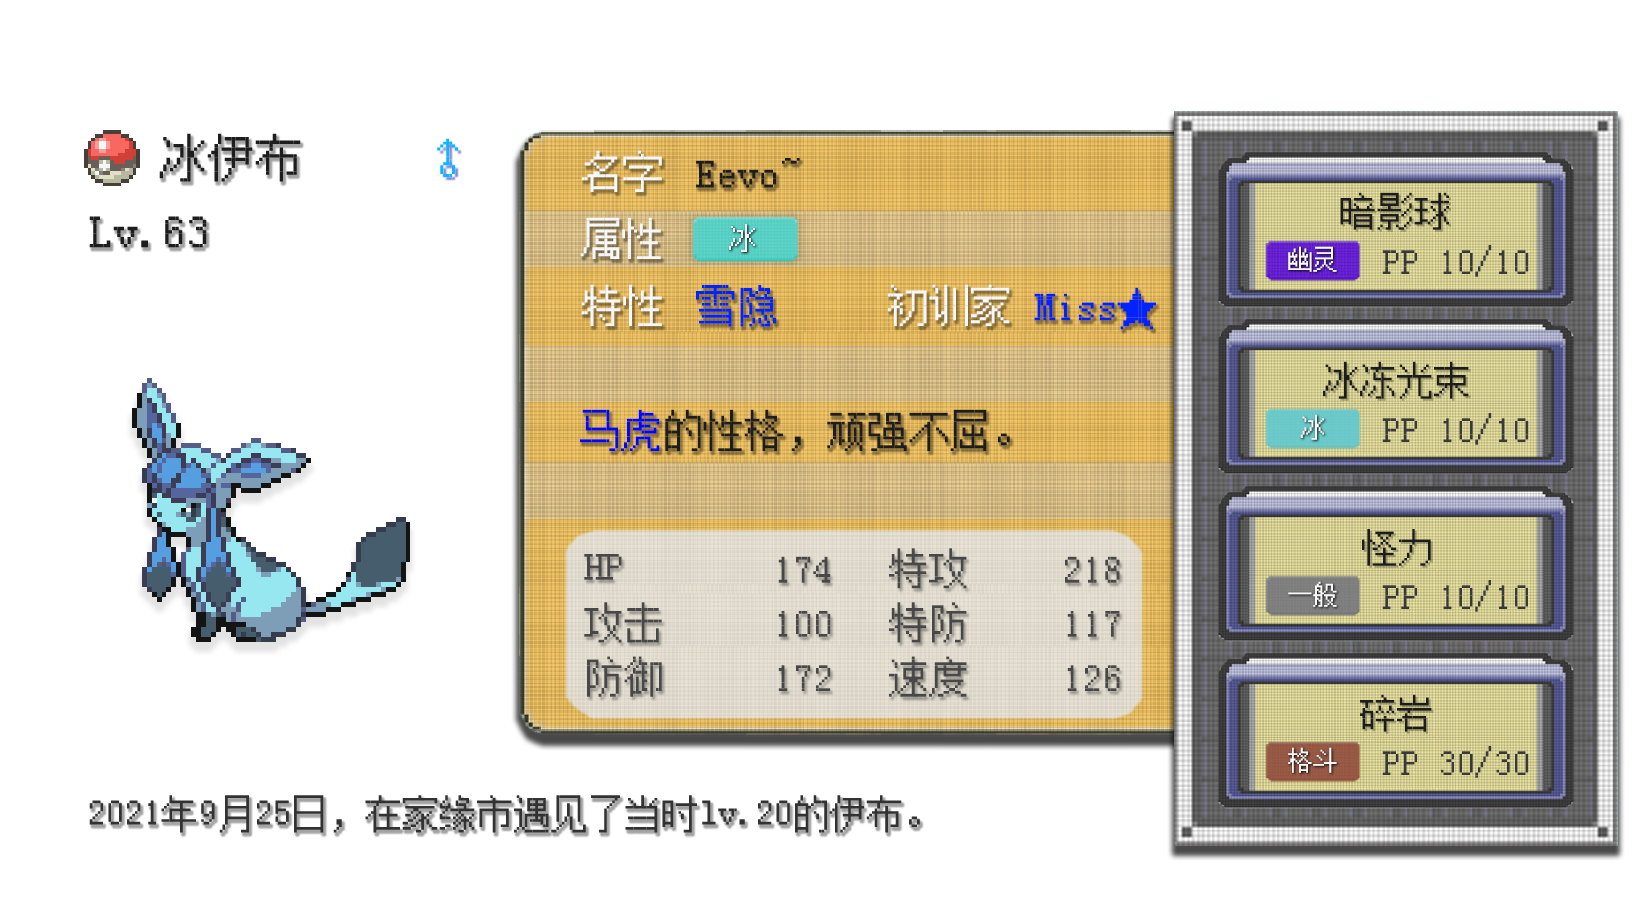 冰伊布
Lv.63
名字 Eevo~
属性 冰
特性 雪隐 初训家 Miss★
马虎的性格，顽强不屈。
HP 174 特攻 218
攻击 100 特防 117
防御 172 速度 126
暗影球
幽灵 PP 10/10
冰冻光束
冰 PP 10/10
怪力
一般 PP 10/10
碎岩
格斗 PP 30/30
2021年9月25日，在家缘市遇见了当时lv.20的伊布。